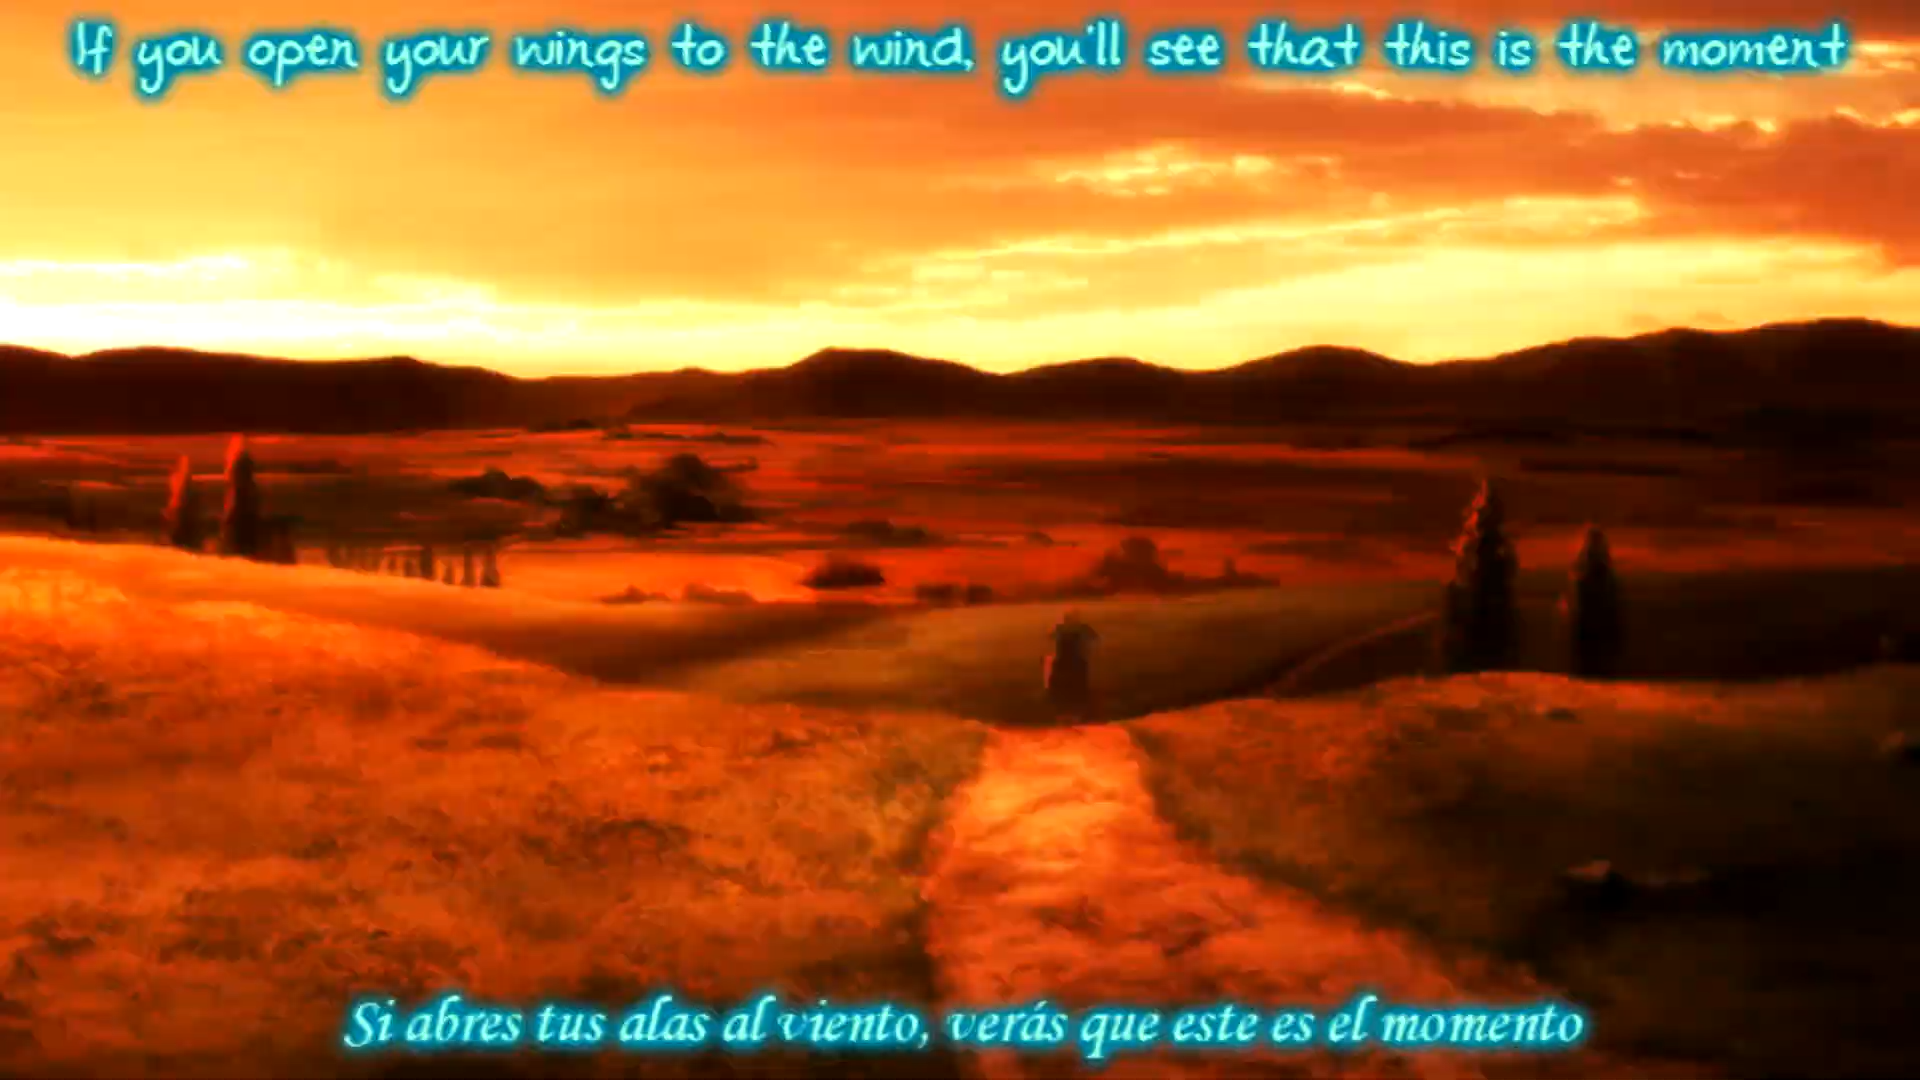 If you open your wings to the wind, you'll see that this is the moment
Si abres tus alas al viento, verás que este es el momento